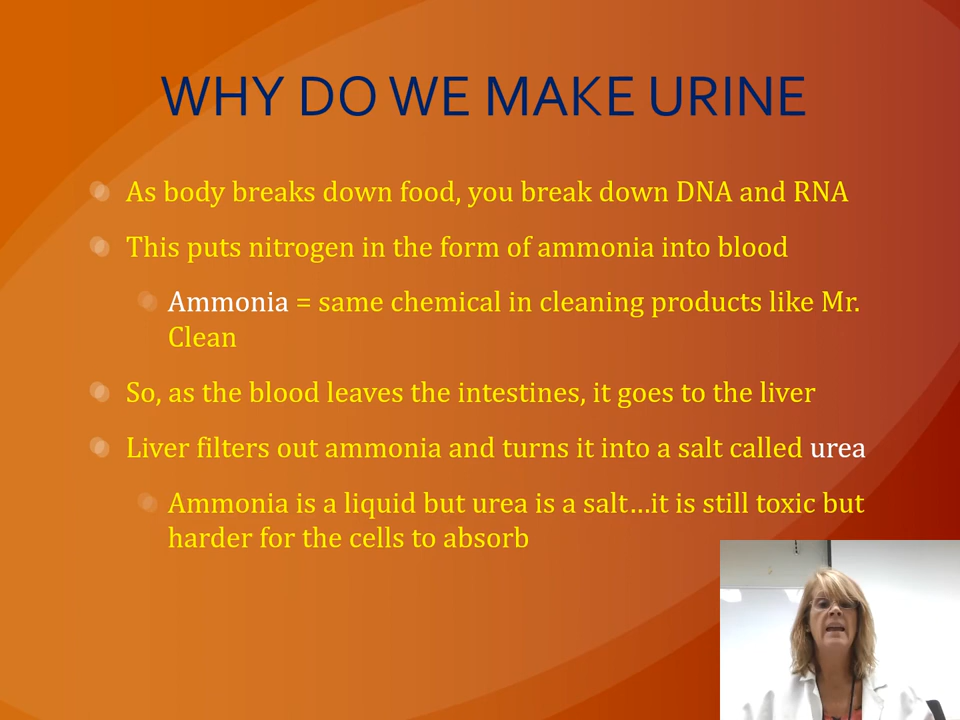 WHY DO WE MAKE URINE
As body breaks down food, you break down DNA and RNA
This puts nitrogen in the form of ammonia into blood
Ammonia = same chemical in cleaning products like Mr.
Clean
So, as the blood leaves the intestines, it goes to the liver
Liver filters out ammonia and turns it into a salt called urea
Ammonia is a liquid but urea is a salt…it is still toxic but
harder for the cells to absorb